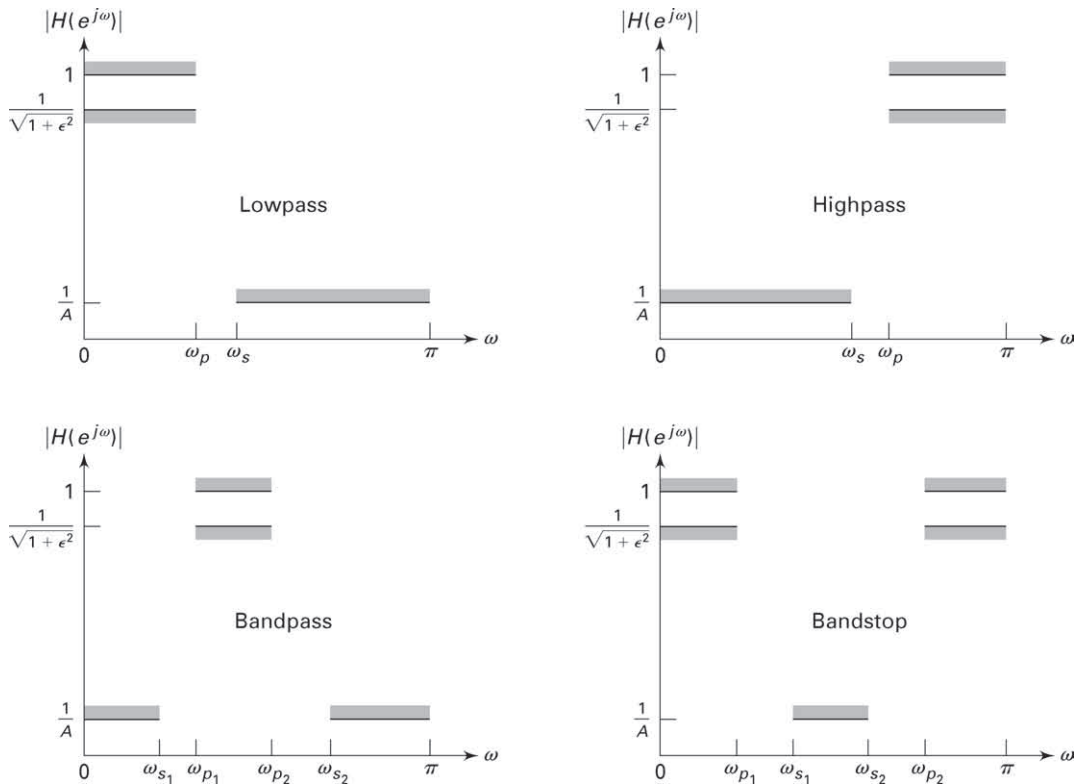 |H(e^{jω})|
1
1/√(1 + ϵ²)
Lowpass
1/A
0 ω_p ω_s π ω
|H(e^{jω})|
1
1/√(1 + ϵ²)
Highpass
1/A
0 ω_s ω_p π ω
|H(e^{jω})|
1
1/√(1 + ϵ²)
Bandpass
1/A
0 ω_{s_1} ω_{p_1} ω_{p_2} ω_{s_2} π ω
|H(e^{jω})|
1
1/√(1 + ϵ²)
Bandstop
1/A
0 ω_{p_1} ω_{s_1} ω_{s_2} ω_{p_2} π ω